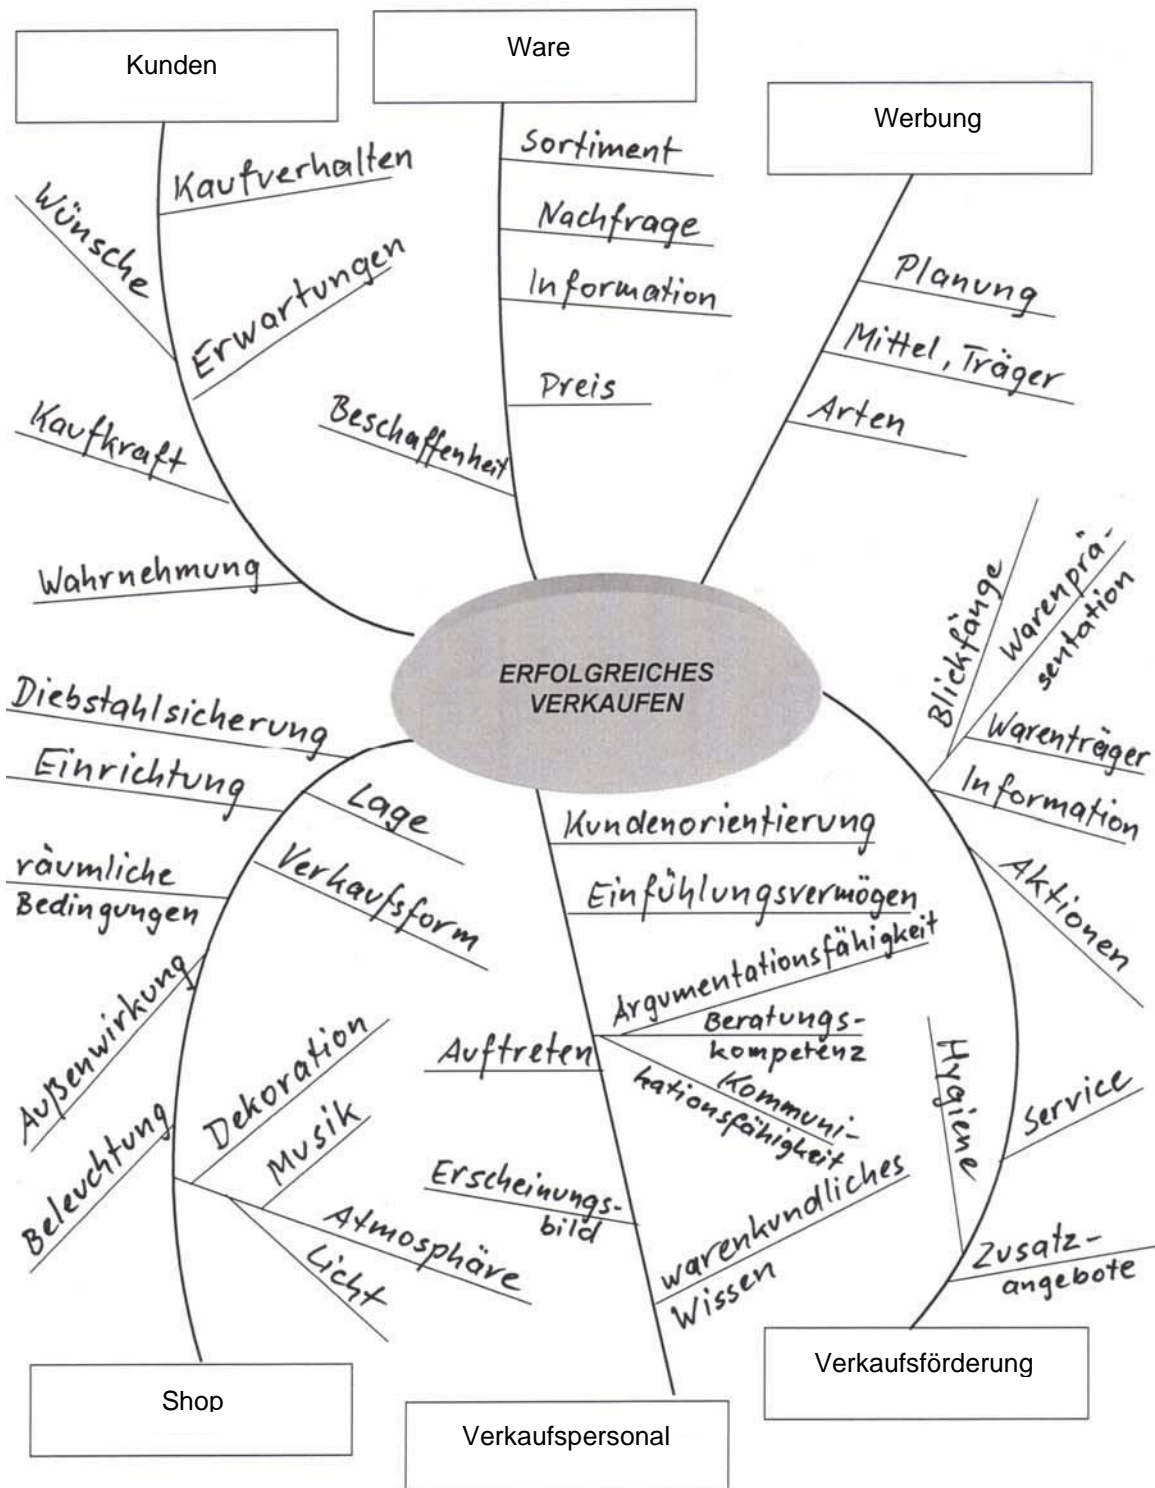 Kunden
Ware
Werbung
Kaufverhalten
Wünsche
Erwartungen
Kaufkraft
Wahrnehmung
Sortiment
Nachfrage
Information
Preis
Beschaffenheit
Planung
Mittel, Träger
Arten
ERFOLGREICHES
VERKAUFEN
Diebstahlsicherung
Einrichtung
Lage
Verkaufsform
räumliche
Bedingungen
Außenwirkung
Beleuchtung
Dekoration
Musik
Atmosphäre
Licht
Shop
Kundenorientierung
Einfühlungsvermögen
Argumentationsfähigkeit
Beratungs-
kompetenz
Kommuni-
kationsfähigkeit
Auftreten
Erscheinungs-
bild
warenkundliches
Wissen
Verkaufspersonal
Blickfänge
Warenprä-
sentation
Warenträger
Information
Aktionen
Hygiene
Service
Zusatz-
angebote
Verkaufsförderung